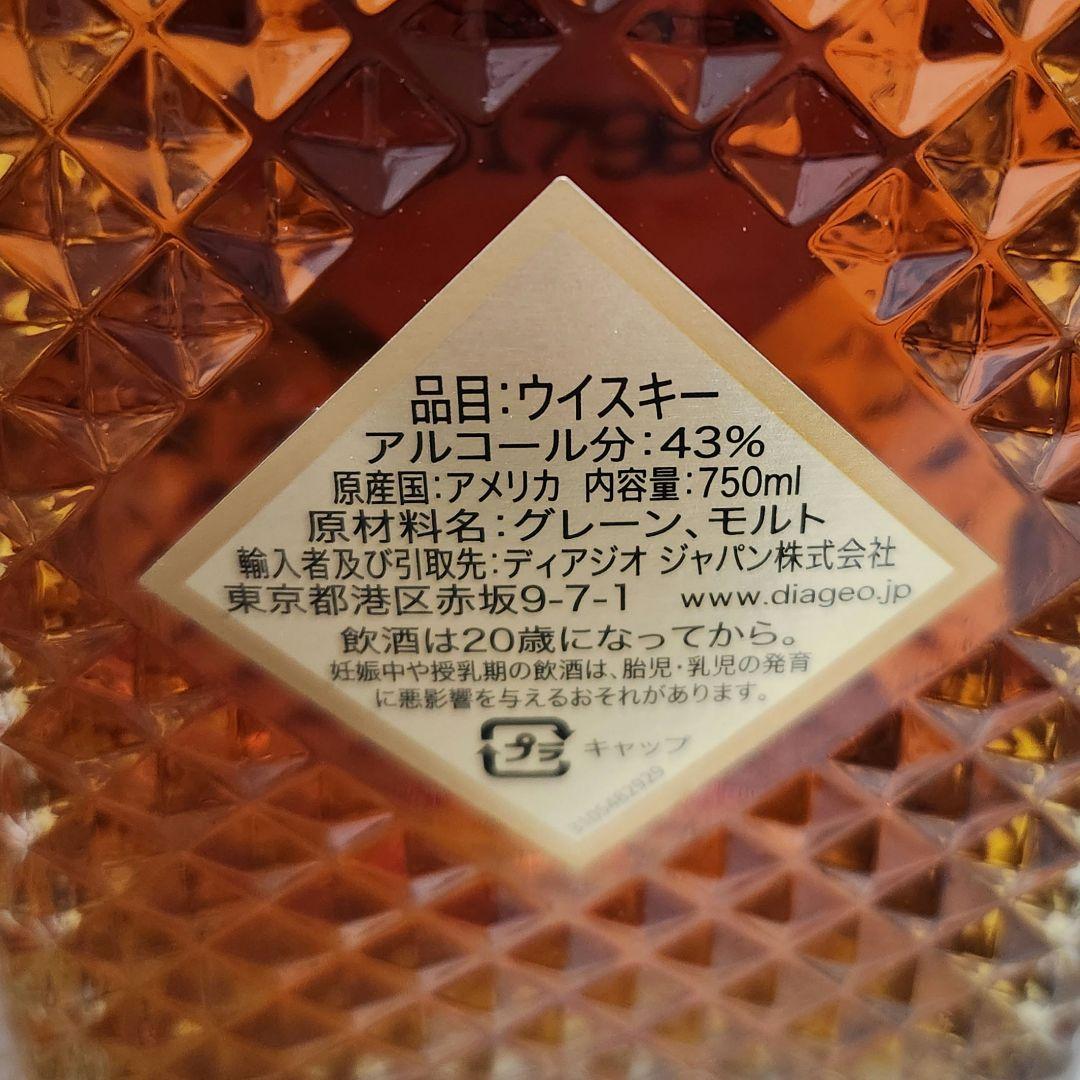 品目:ウイスキー
アルコール分:43%
原産国:アメリカ 内容量:750ml
原材料名:グレーン、モルト
輸入者及び引取先:ディアジオ ジャパン株式会社
東京都港区赤坂9-7-1 www.diageo.jp
飲酒は20歳になってから。
妊娠中や授乳期の飲酒は、胎児・乳児の発育
に悪影響を与えるおそれがあります。
プラ キャップ